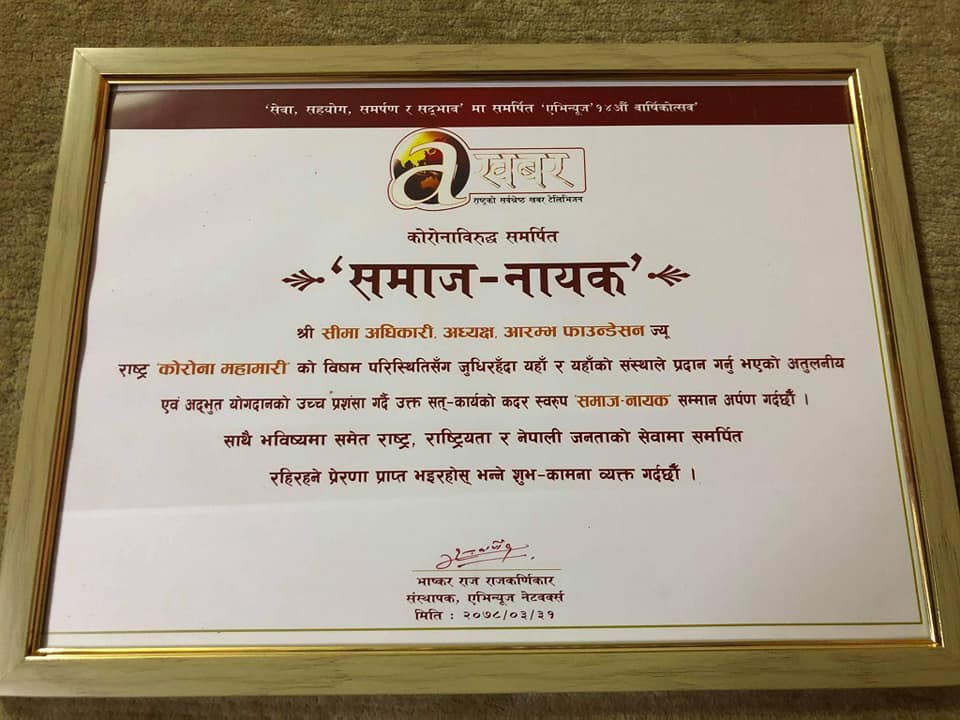 'सेवा, सहयोग, समर्पण र सद्‌भाव' मा समर्पित 'एभिन्यूज' १४औं वार्षिकोत्सव'
a खबर
राष्ट्रको सर्वश्रेष्ठ खबर टेलिभिजन
कोरोनाविरुद्ध समर्पित
'समाज-नायक'
श्री सीमा अधिकारी, अध्यक्ष, आरम्भ फाउन्डेसन ज्यू
राष्ट्र 'कोरोना महामारी' को विषम परिस्थितिसँग जुधिरहँदा यहाँ र यहाँको संस्थाले प्रदान गर्नु भएको अतुलनीय
एवं अद्‌भुत योगदानको उच्च प्रशंसा गर्दै उक्त सत्-कार्यको कदर स्वरुप 'समाज-नायक' सम्मान अर्पण गर्दछौं ।
साथै भविष्यमा समेत राष्ट्र, राष्ट्रियता र नेपाली जनताको सेवामा समर्पित
रहिरहने प्रेरणा प्राप्त भइरहोस् भन्ने शुभ-कामना व्यक्त गर्दछौं ।
भाष्कर राज राजकर्णिकार
संस्थापक, एभिन्यूज नेटवर्क्स
मिति : २०७८/०३/३१